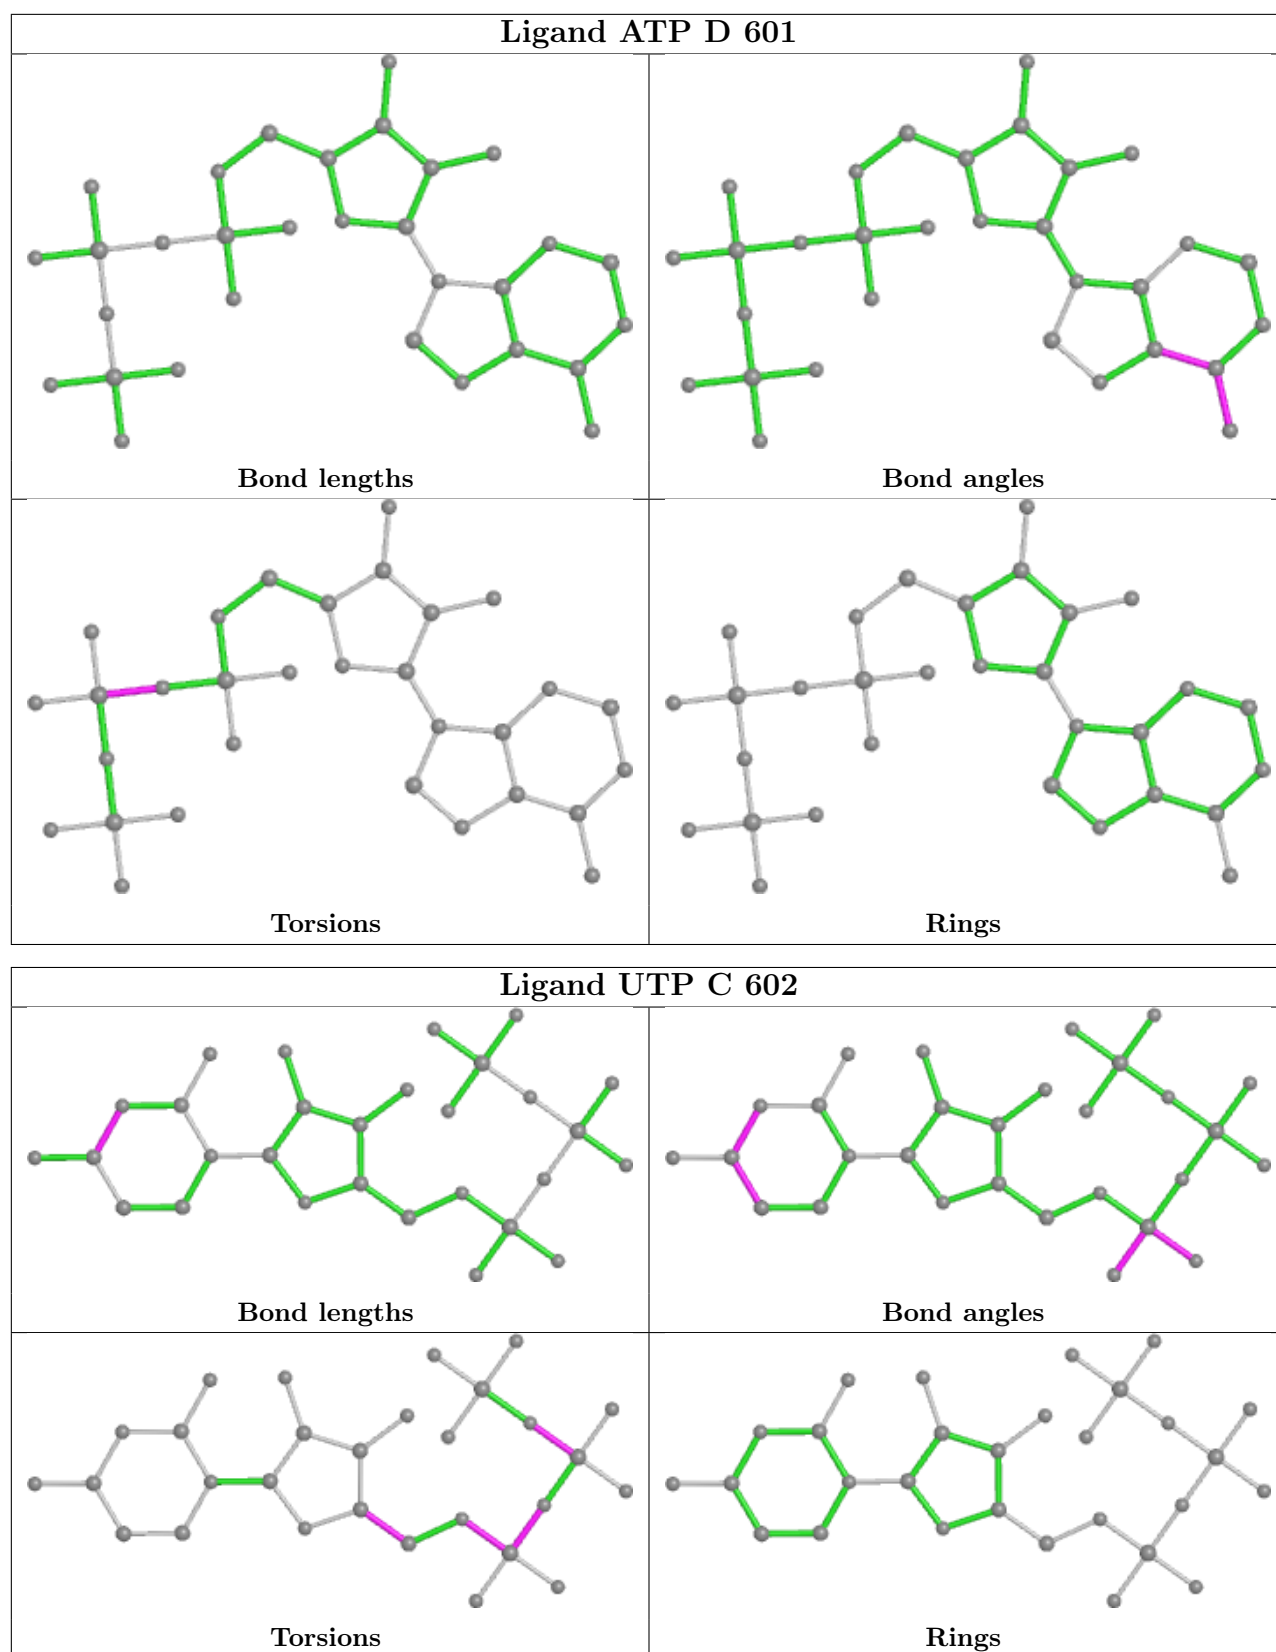 Ligand ATP D 601
Bond lengths
Bond angles
Torsions
Rings
Ligand UTP C 602
Bond lengths
Bond angles
Torsions
Rings